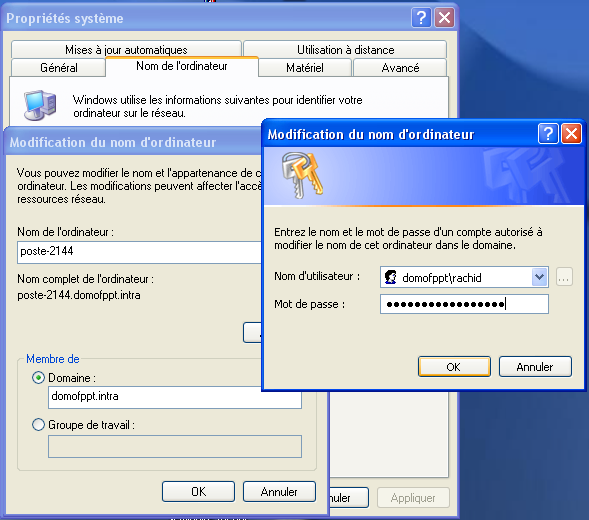 Propriétés système
Mises à jour automatiques
Utilisation à distance
Général
Nom de l'ordinateur
Matériel
Avancé
Windows utilise les informations suivantes pour identifier votre
ordinateur sur le réseau.
Modification du nom d'ordinateur
Vous pouvez modifier le nom et l'appartenance de c
ordinateur. Les modifications peuvent affecter l'accè
ressources réseau.
Nom de l'ordinateur :
poste-2144
Nom complet de l'ordinateur :
poste-2144.domofppt.intra
Membre de
Domaine :
domofppt.intra
Groupe de travail :
OK
Annuler
Modification du nom d'ordinateur
Entrez le nom et le mot de passe d'un compte autorisé à
modifier le nom de cet ordinateur dans le domaine.
Nom d'utilisateur :
domofppt\rachid
...
Mot de passe :
OK
Annuler
nuler
Appliquer